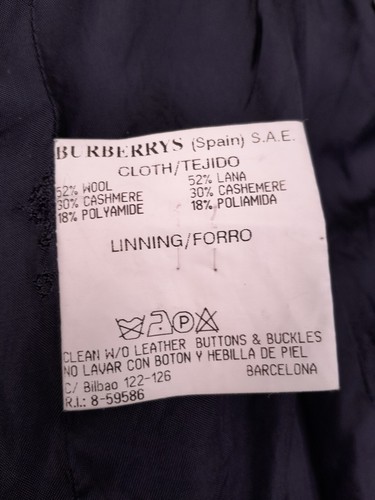 BURBERRYS (Spain) S.A.E.
CLOTH/TEJIDO
52% WOOL 52% LANA
30% CASHMERE 30% CASHEMERE
18% POLYAMIDE 18% POLIAMIDA
LINNING/FORRO
P
CLEAN W/O LEATHER BUTTONS & BUCKLES
NO LAVAR CON BOTON Y HEBILLA DE PIEL
C/ Bilbao 122-126 BARCELONA
R.I.: 8-59586